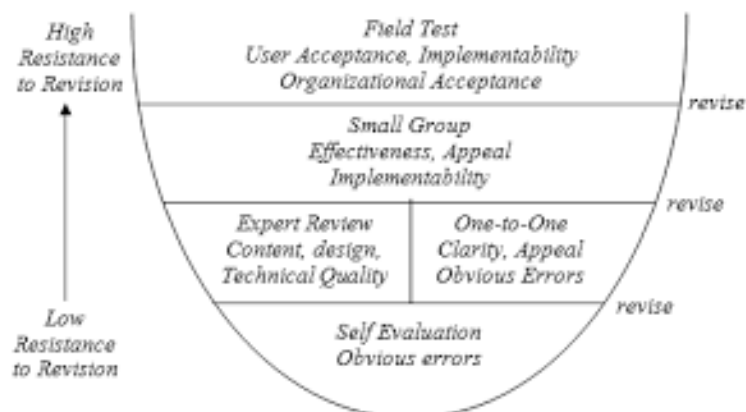 High
Resistance
to Revision
Field Test
User Acceptance, Implementability
Organizational Acceptance
revise
Small Group
Effectiveness, Appeal
Implementability
revise
Expert Review
Content, design,
Technical Quality
One-to-One
Clarity, Appeal
Obvious Errors
revise
Low
Resistance
to Revision
Self Evaluation
Obvious errors